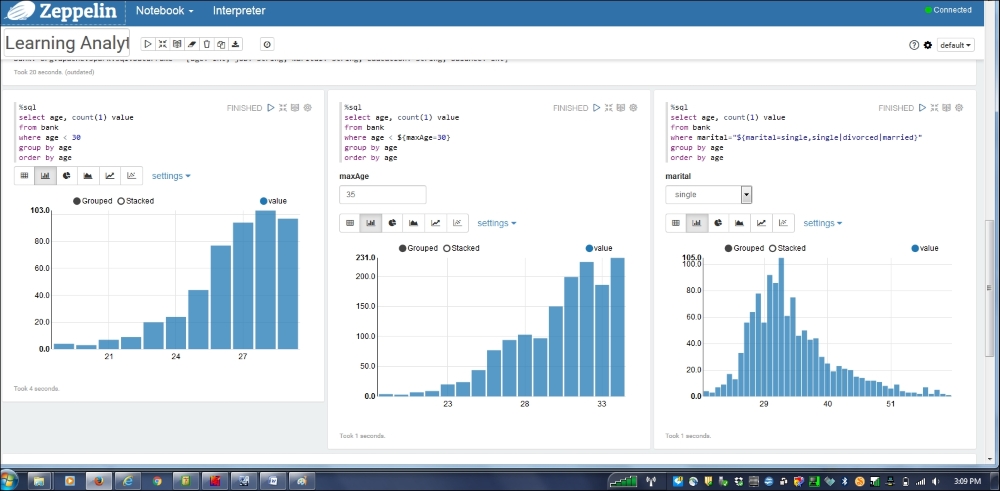 Zeppelin
Notebook
Interpreter
Connected
Learning Analyt
default
Took 20 seconds. (outdated)
%sql
select age, count(1) value
from bank
where age < 30
group by age
order by age
FINISHED
settings
Grouped Stacked value
103.0
80.0
60.0
40.0
20.0
0.0
21 24 27
Took 4 seconds.
%sql
select age, count(1) value
from bank
where age < ${maxAge=30}
group by age
order by age
FINISHED
maxAge
35
settings
Grouped Stacked value
231.0
200.0
150.0
100.0
50.0
0.0
23 28 33
Took 1 seconds.
%sql
select age, count(1) value
from bank
where marital="${marital=single,single|divorced|married}"
group by age
order by age
FINISHED
marital
single
settings
Grouped Stacked value
105.0
100.0
80.0
60.0
40.0
20.0
0.0
29 40 51
Took 1 seconds.
3:09 PM